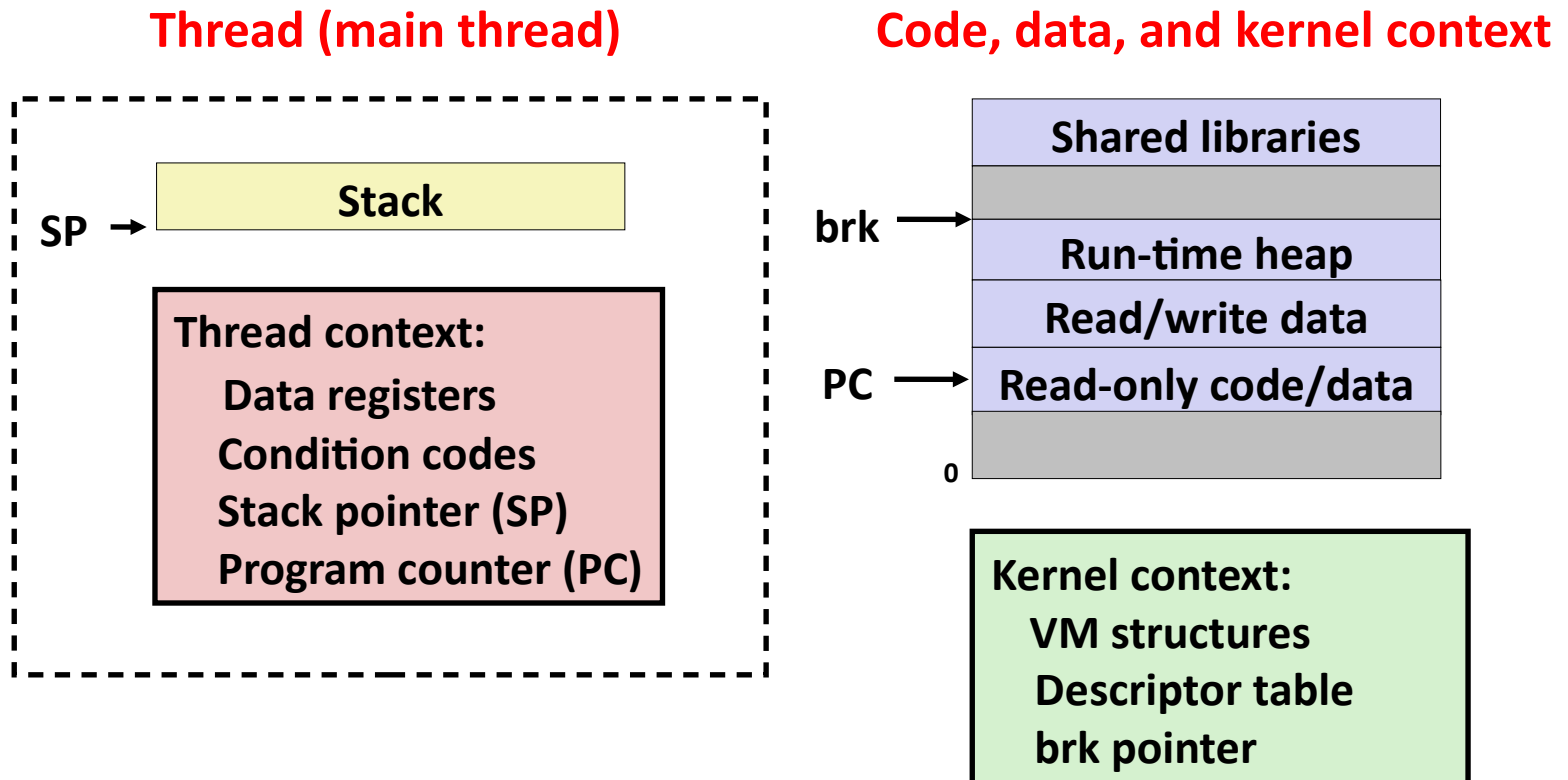 Thread (main thread)
Stack
SP
Thread context:
Data registers
Condition codes
Stack pointer (SP)
Program counter (PC)
Code, data, and kernel context
Shared libraries
brk
Run-time heap
Read/write data
PC
Read-only code/data
0
Kernel context:
VM structures
Descriptor table
brk pointer